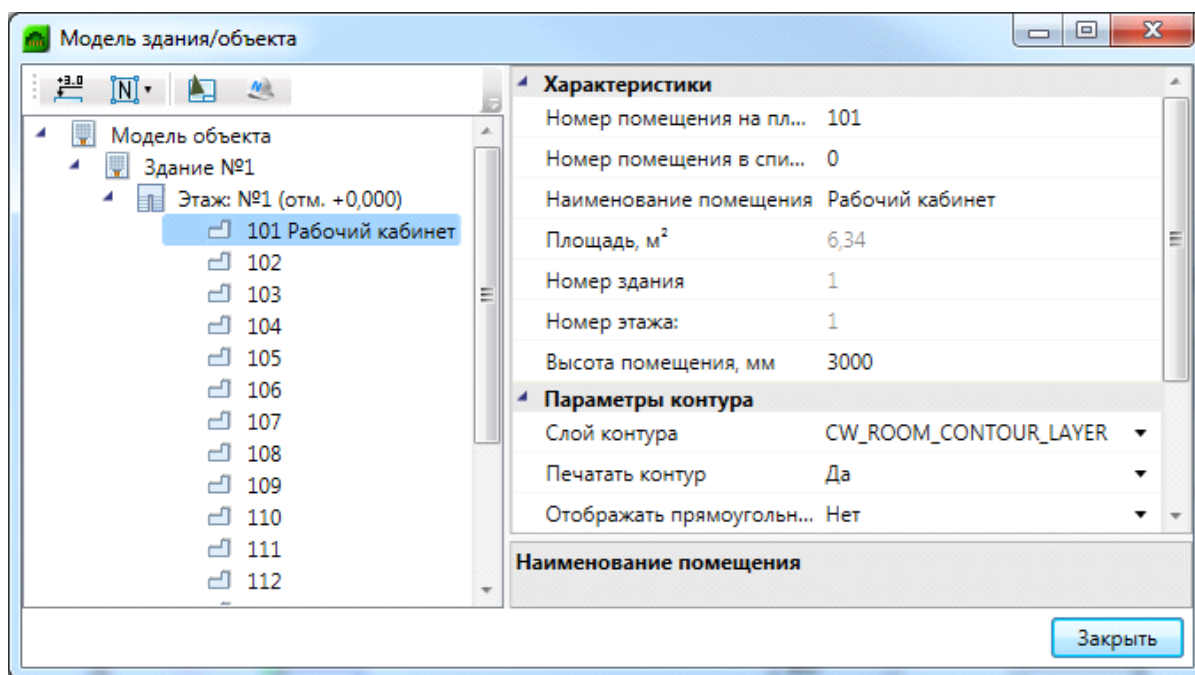 Модель здания/объекта
+3.0
N
Модель объекта
Здание №1
Этаж: №1 (отм. +0,000)
101 Рабочий кабинет
102
103
104
105
106
107
108
109
110
111
112
Характеристики
Номер помещения на пл... 101
Номер помещения в спи... 0
Наименование помещения Рабочий кабинет
Площадь, м² 6,34
Номер здания 1
Номер этажа: 1
Высота помещения, мм 3000
Параметры контура
Слой контура CW_ROOM_CONTOUR_LAYER
Печатать контур Да
Отображать прямоугольн... Нет
Наименование помещения
Закрыть